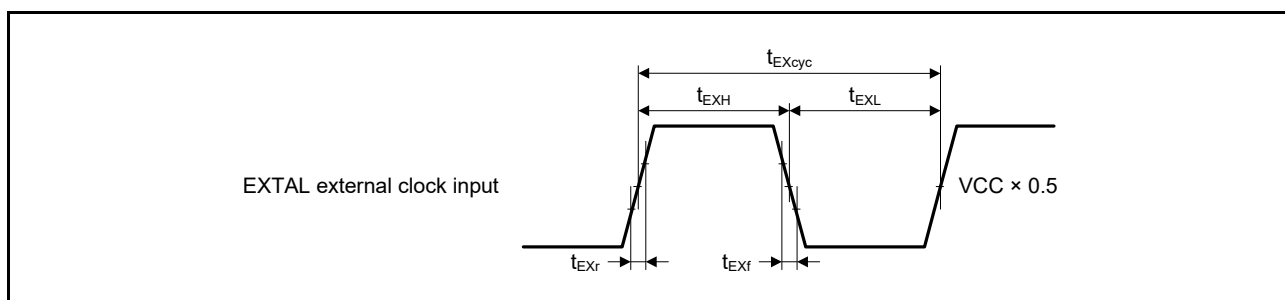 tEXcyc
tEXH
tEXL
EXTAL external clock input
VCC × 0.5
tEXr
tEXf